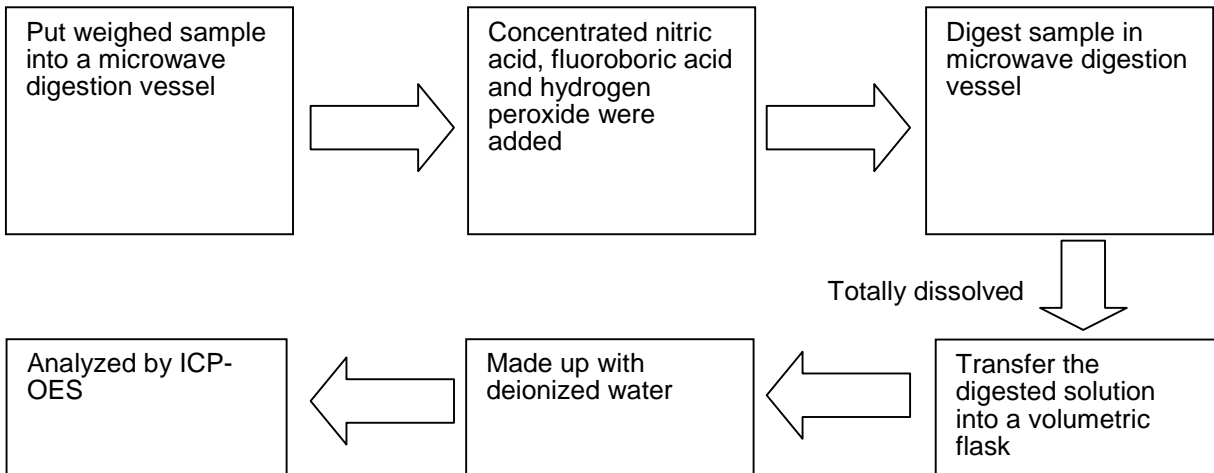 Put weighed sample
into a microwave
digestion vessel
Concentrated nitric
acid, fluoroboric acid
and hydrogen
peroxide were
added
Digest sample in
microwave digestion
vessel
Totally dissolved
Transfer the
digested solution
into a volumetric
flask
Made up with
deionized water
Analyzed by ICP-
OES